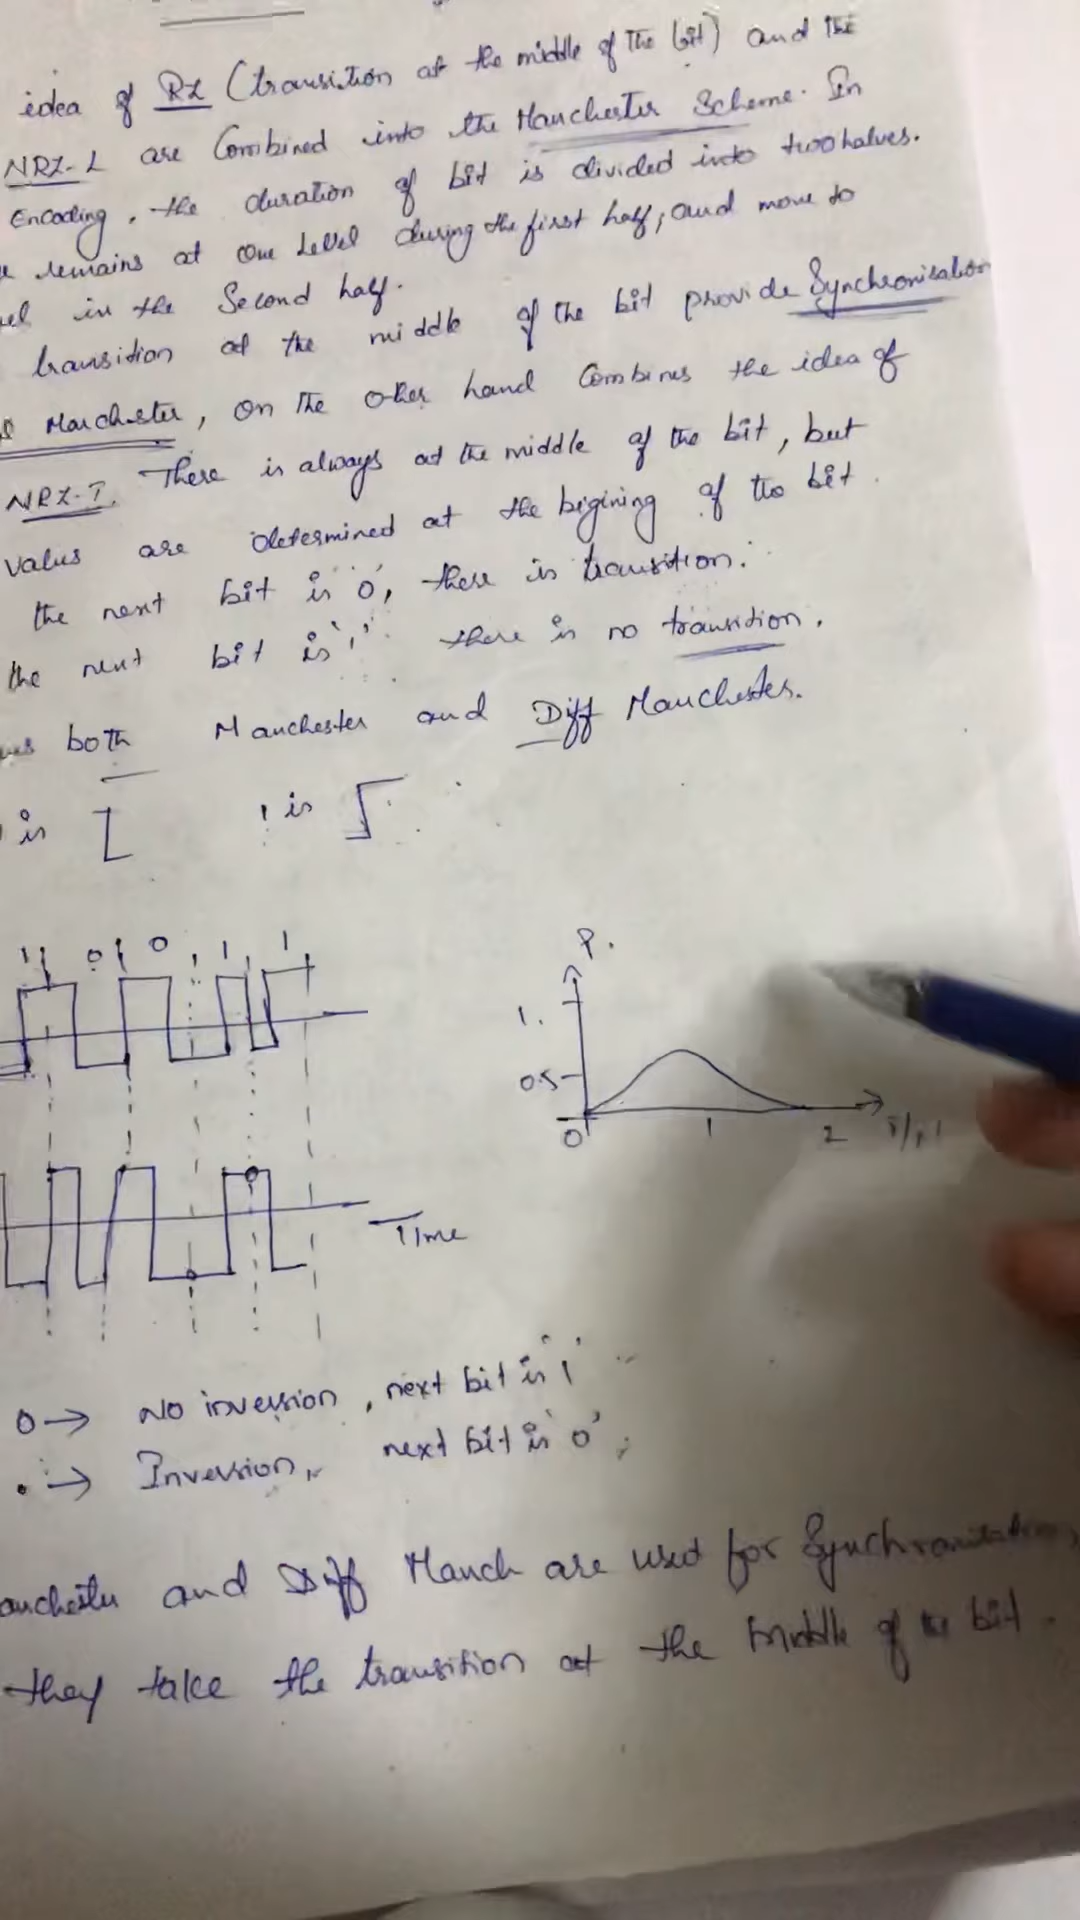 idea of RZ (transition at the middle of the bit) and the
NRZ-L are Combined into the Manchester Scheme. In
Encoding, the duration of bit is divided into two halves.
remains at one level during the first half, and move to
in the Second half.
transition at the middle of the bit provide Synchronisation
Manchester, on the other hand Combines the idea of
NRZ-I. There is always at the middle of the bit, but
values are determined at the bigining of the bit.
the next bit is '0', there is transition.
the next bit is '1' there is no transition.
both Manchester and Diff Manchester.
is 1 is
1 0 0 1 1
P.
1.
0.5
0 1 2
Time
O → No inversion, next bit is '1'
• → Inversion, next bit is '0',
and Diff Manch are used for Synchronisation,
they take the transition at the middle of the bit.